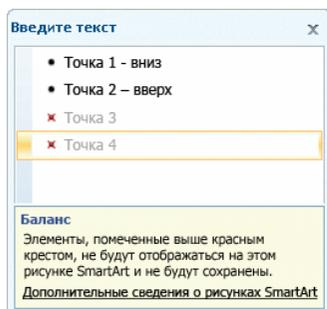 Введите текст
Точка 1 - вниз
Точка 2 – вверх
Точка 3
Точка 4
Баланс
Элементы, помеченные выше красным
крестом, не будут отображаться на этом
рисунке SmartArt и не будут сохранены.
Дополнительные сведения о рисунках SmartArt